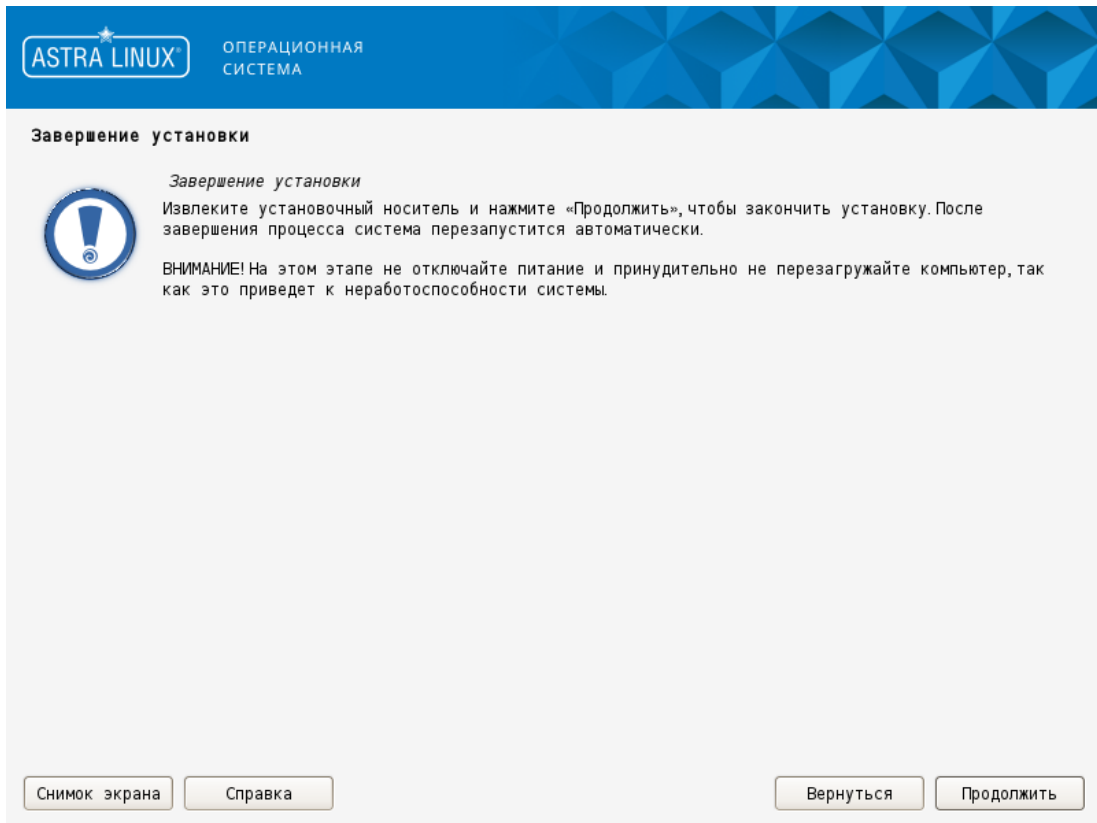 ASTRA LINUX®
ОПЕРАЦИОННАЯ
СИСТЕМА
Завершение установки
Завершение установки
Извлеките установочный носитель и нажмите «Продолжить», чтобы закончить установку. После
завершения процесса система перезапустится автоматически.
ВНИМАНИЕ! На этом этапе не отключайте питание и принудительно не перезагружайте компьютер, так
как это приведет к неработоспособности системы.
Снимок экрана
Справка
Вернуться
Продолжить